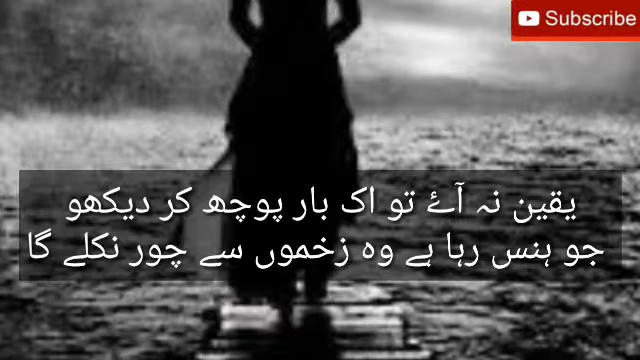 Subscribe
یقین نہ آۓ تو اک بار پوچھ کر دیکھو
جو ہنس رہا ہے وہ زخموں سے چور نکلے گا